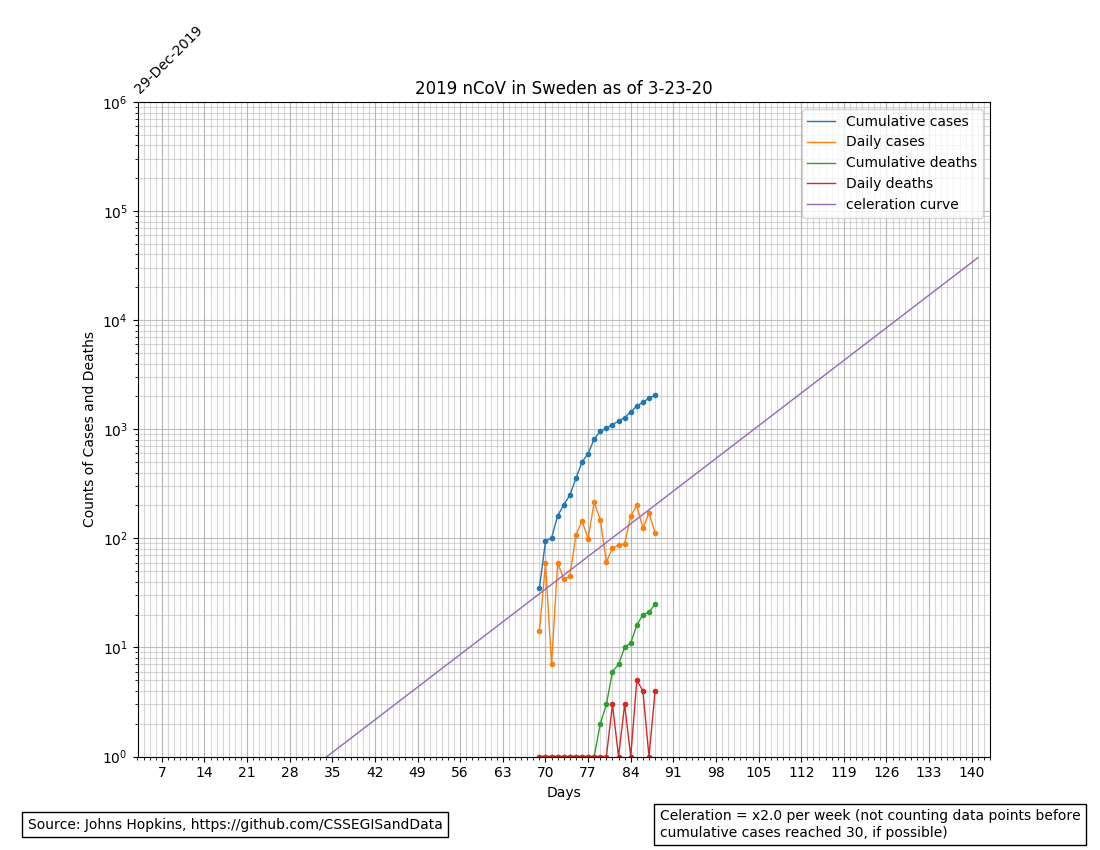 29-Dec-2019
2019 nCoV in Sweden as of 3-23-20
10^6
10^5
10^4
10^3
10^2
10^1
10^0
Counts of Cases and Deaths
Cumulative cases
Daily cases
Cumulative deaths
Daily deaths
celeration curve
7 14 21 28 35 42 49 56 63 70 77 84 91 98 105 112 119 126 133 140
Days
Source: Johns Hopkins, https://github.com/CSSEGISandData
Celeration = x2.0 per week (not counting data points before
cumulative cases reached 30, if possible)